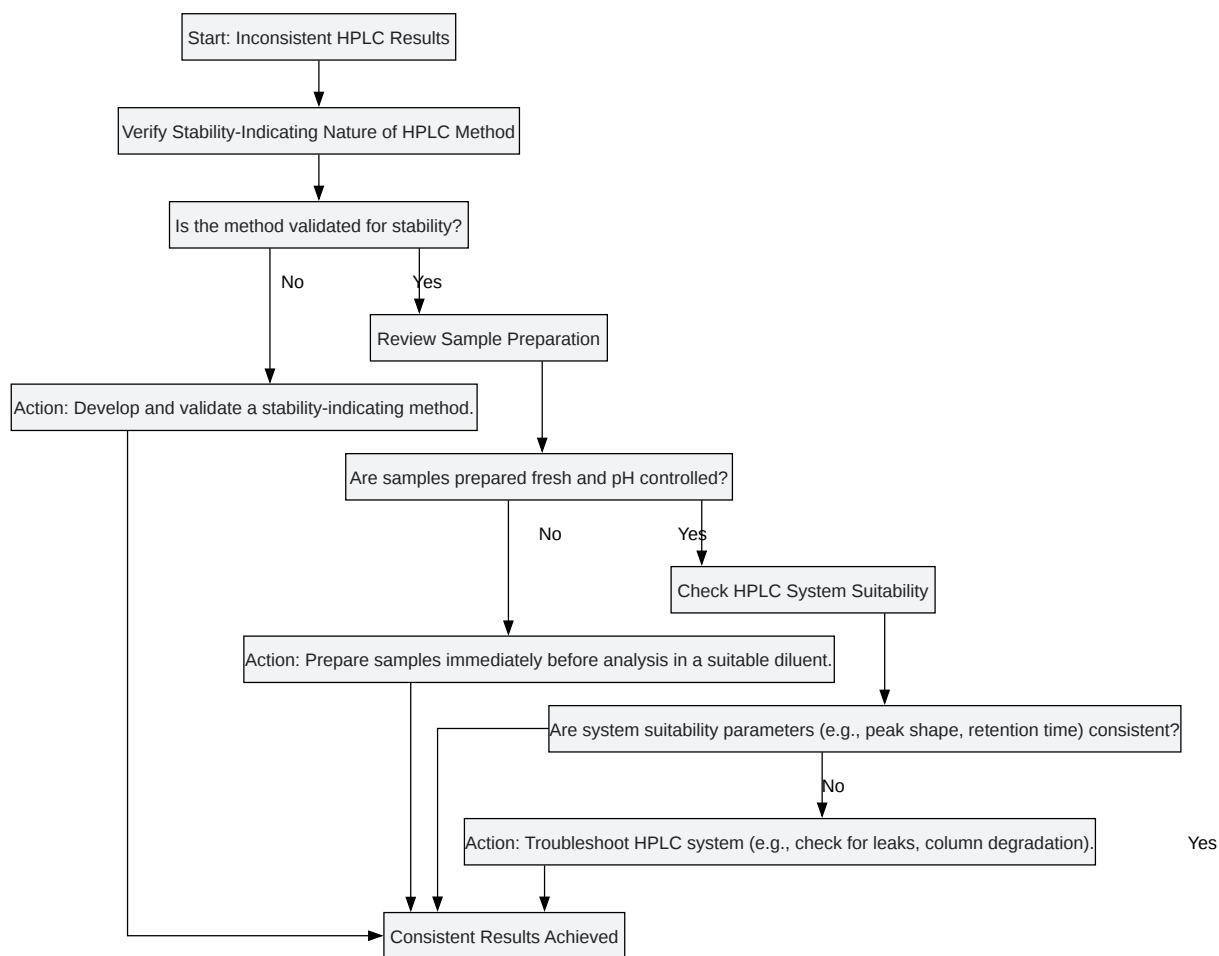 Start: Inconsistent HPLC Results
Verify Stability-Indicating Nature of HPLC Method
Is the method validated for stability?
No
Yes
Review Sample Preparation
Action: Develop and validate a stability-indicating method.
Are samples prepared fresh and pH controlled?
No
Yes
Check HPLC System Suitability
Action: Prepare samples immediately before analysis in a suitable diluent.
Are system suitability parameters (e.g., peak shape, retention time) consistent?
No
Action: Troubleshoot HPLC system (e.g., check for leaks, column degradation).
Yes
Consistent Results Achieved